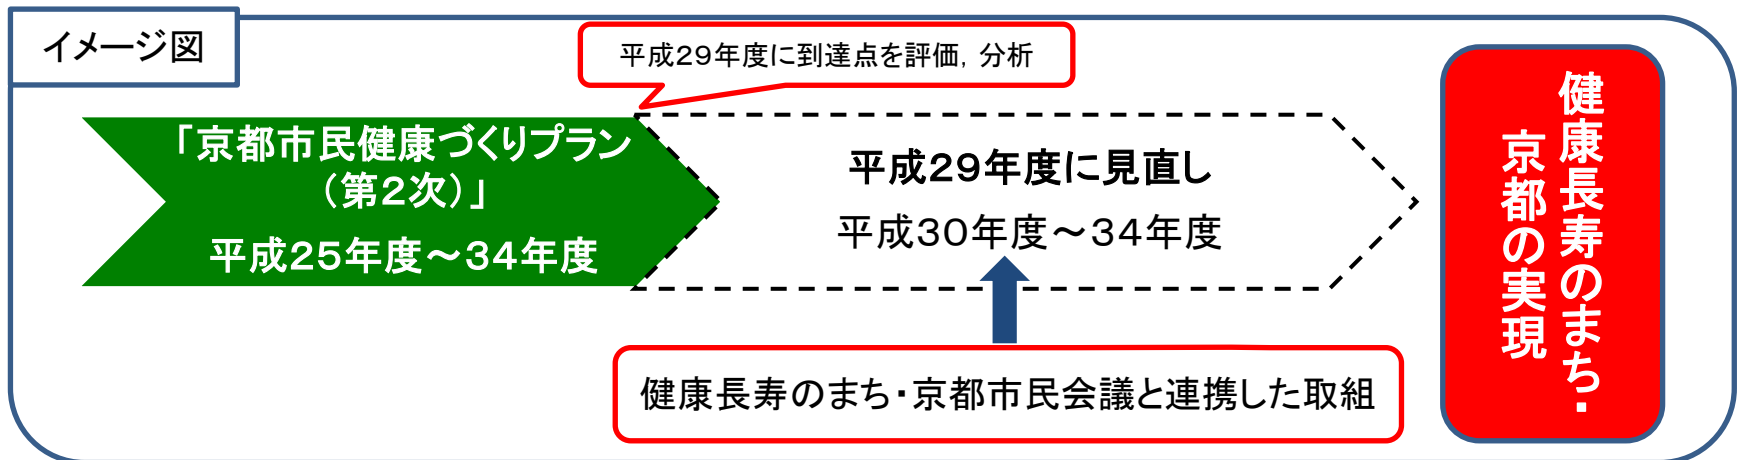 イメージ図
平成29年度に到達点を評価，分析
「京都市民健康づくりプラン
（第2次）」
平成25年度～34年度
平成29年度に見直し
平成30年度～34年度
健康長寿のまち・京都市民会議と連携した取組
健康長寿のまち・
京都の実現